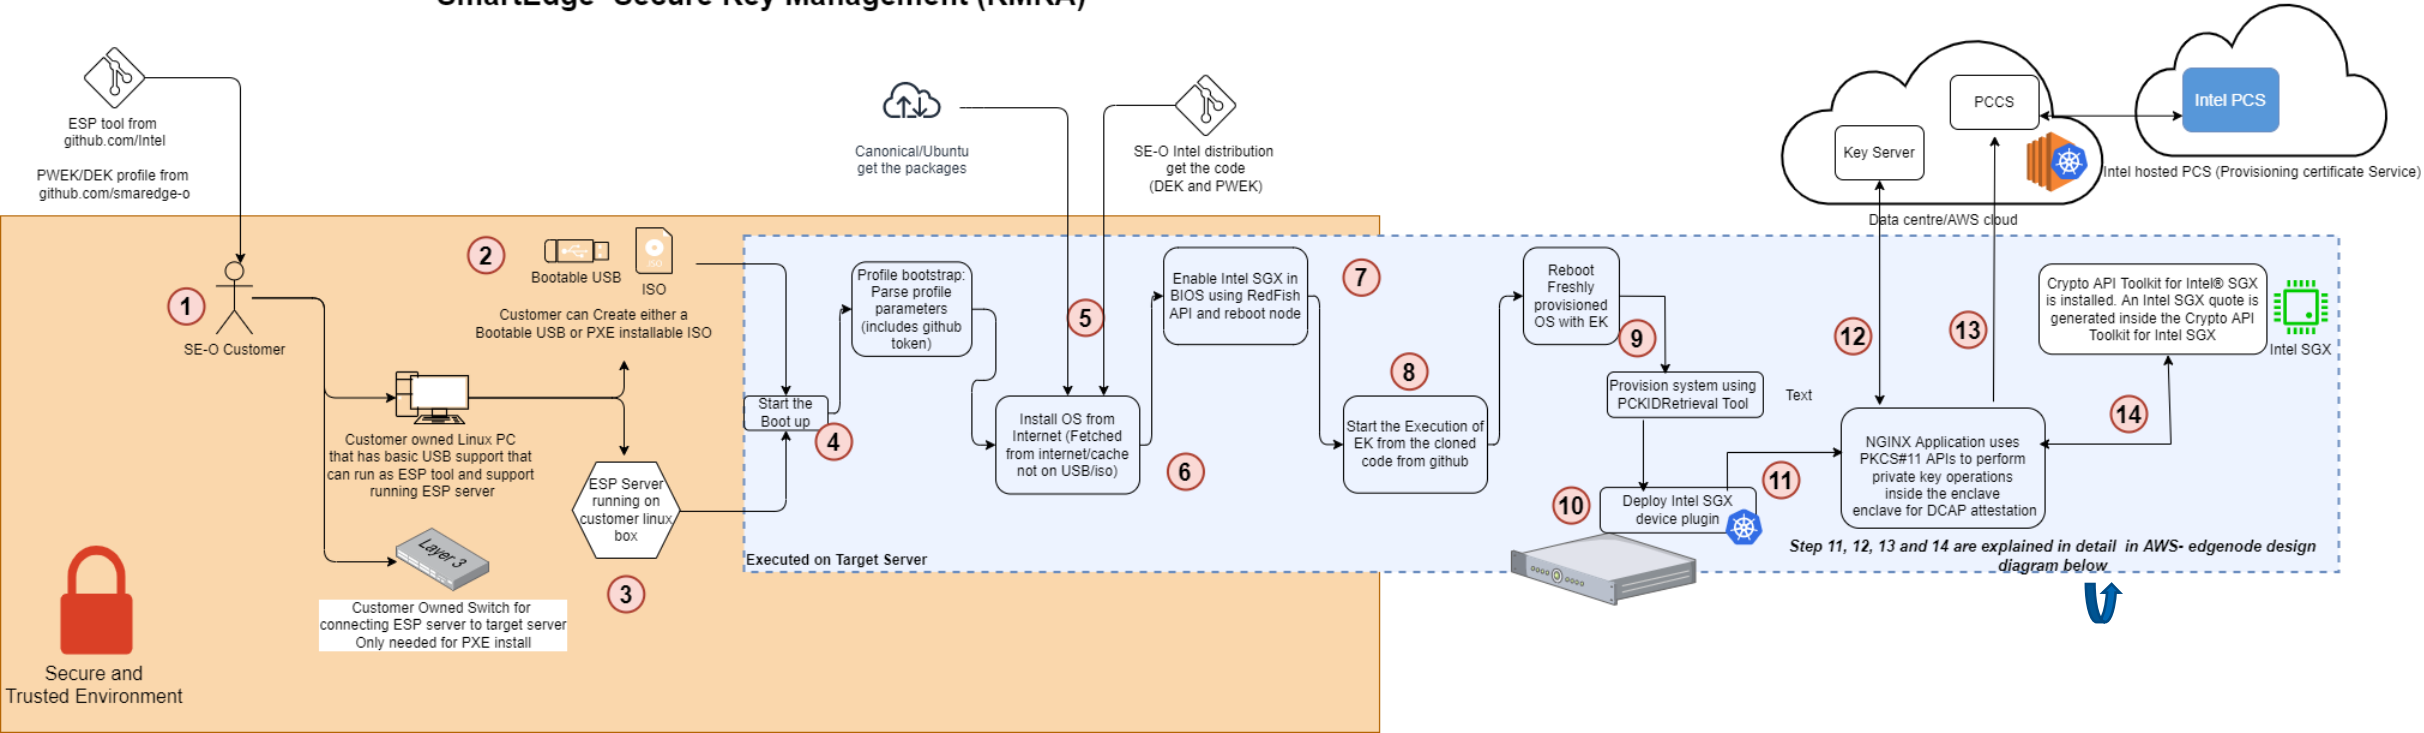 SmartEdge- Secure Key Management (KMRA)
ESP tool from
github.com/Intel
PWEK/DEK profile from
github.com/smaredge-o
1
SE-O Customer
2
Bootable USB
ISO
ISO
Customer can Create either a
Bootable USB or PXE installable ISO
Customer owned Linux PC
that has basic USB support that
can run as ESP tool and support
running ESP server
Layer 3
Customer Owned Switch for
connecting ESP server to target server
Only needed for PXE install
ESP Server
running on
customer linux
box
3
Secure and
Trusted Environment
Start the
Boot up
4
Profile bootstrap:
Parse profile
parameters
(includes github
token)
Canonical/Ubuntu
get the packages
SE-O Intel distribution
get the code
(DEK and PWEK)
5
Install OS from
Internet (Fetched
from internet/cache
not on USB/iso)
6
Enable Intel SGX in
BIOS using RedFish
API and reboot node
7
8
Start the Execution of
EK from the cloned
code from github
Reboot
Freshly
provisioned
OS with EK
9
Provision system using
PCKIDRetrieval Tool
Text
10
Deploy Intel SGX
device plugin
11
Executed on Target Server
Key Server
PCCS
Data centre/AWS cloud
Intel PCS
Intel hosted PCS (Provisioning certificate Service)
12
13
NGINX Application uses
PKCS#11 APIs to perform
private key operations
inside the enclave
enclave for DCAP attestation
14
Crypto API Toolkit for Intel® SGX
is installed. An Intel SGX quote is
generated inside the Crypto API
Toolkit for Intel SGX
Intel SGX
Step 11, 12, 13 and 14 are explained in detail in AWS- edgenode design
diagram below